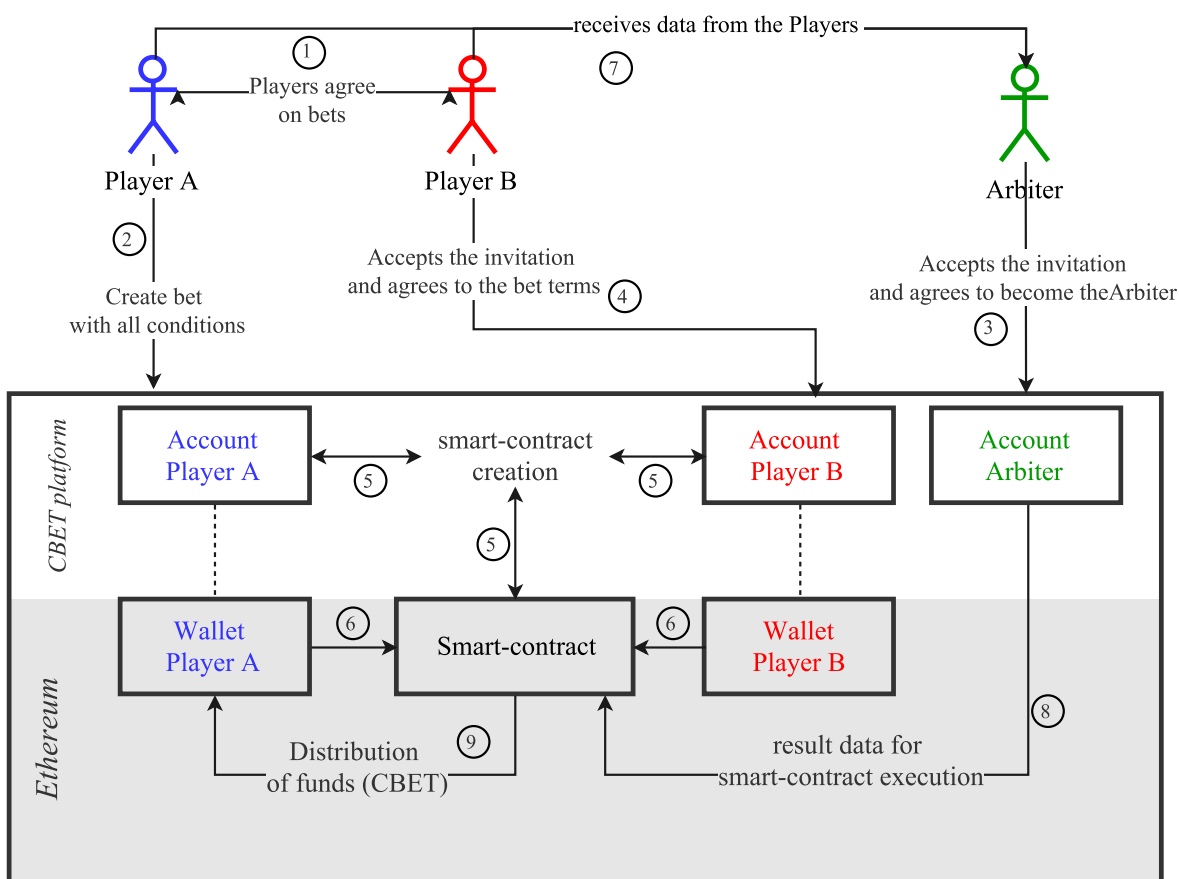 receives data from the Players
1
7
Players agree
on bets
Player A
Player B
Arbiter
2
Accepts the invitation
and agrees to the bet terms
4
Accepts the invitation
and agrees to become theArbiter
3
Create bet
with all conditions
CBET platform
Account
Player A
smart-contract
creation
Account
Player B
Account
Arbiter
5
5
5
Ethereum
Wallet
Player A
6
Smart-contract
6
Wallet
Player B
8
9
Distribution
of funds (CBET)
result data for
smart-contract execution